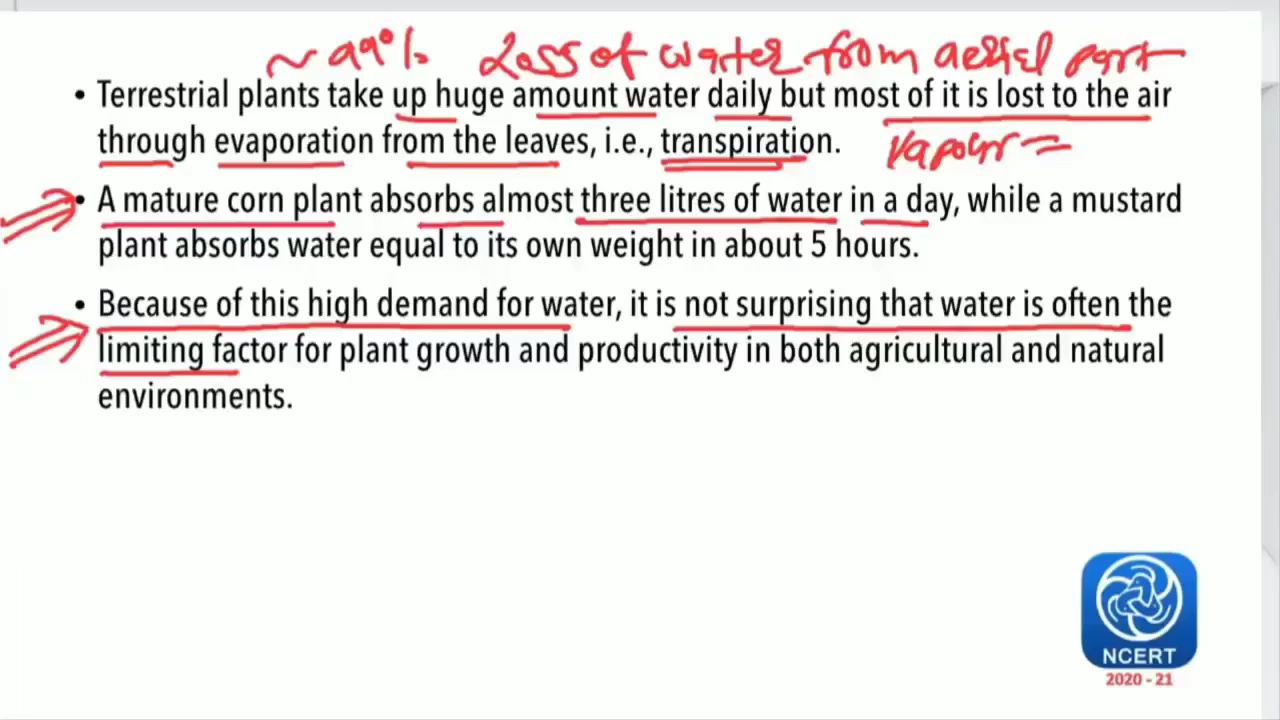 ~ 99% Loss of water from aerial part
• Terrestrial plants take up huge amount water daily but most of it is lost to the air
through evaporation from the leaves, i.e., transpiration.
vapour =
• A mature corn plant absorbs almost three litres of water in a day, while a mustard
plant absorbs water equal to its own weight in about 5 hours.
• Because of this high demand for water, it is not surprising that water is often the
limiting factor for plant growth and productivity in both agricultural and natural
environments.
NCERT
2020 - 21